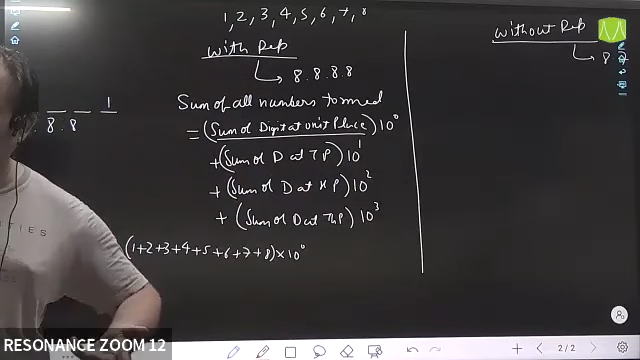 1, 2, 3, 4, 5, 6, 7, 8
With Rep
8.8.8.8
Sum of all numbers formed
= (Sum of Digit at unit Place) 10⁰
+ (Sum of D at TP) 10¹
+ (Sum of D at HP) 10²
+ (Sum of D at ThP) 10³
(1+2+3+4+5+6+7+8) × 10⁰
_ _ 1
8 . 8
without Rep
8
RESONANCE ZOOM 12
2/2